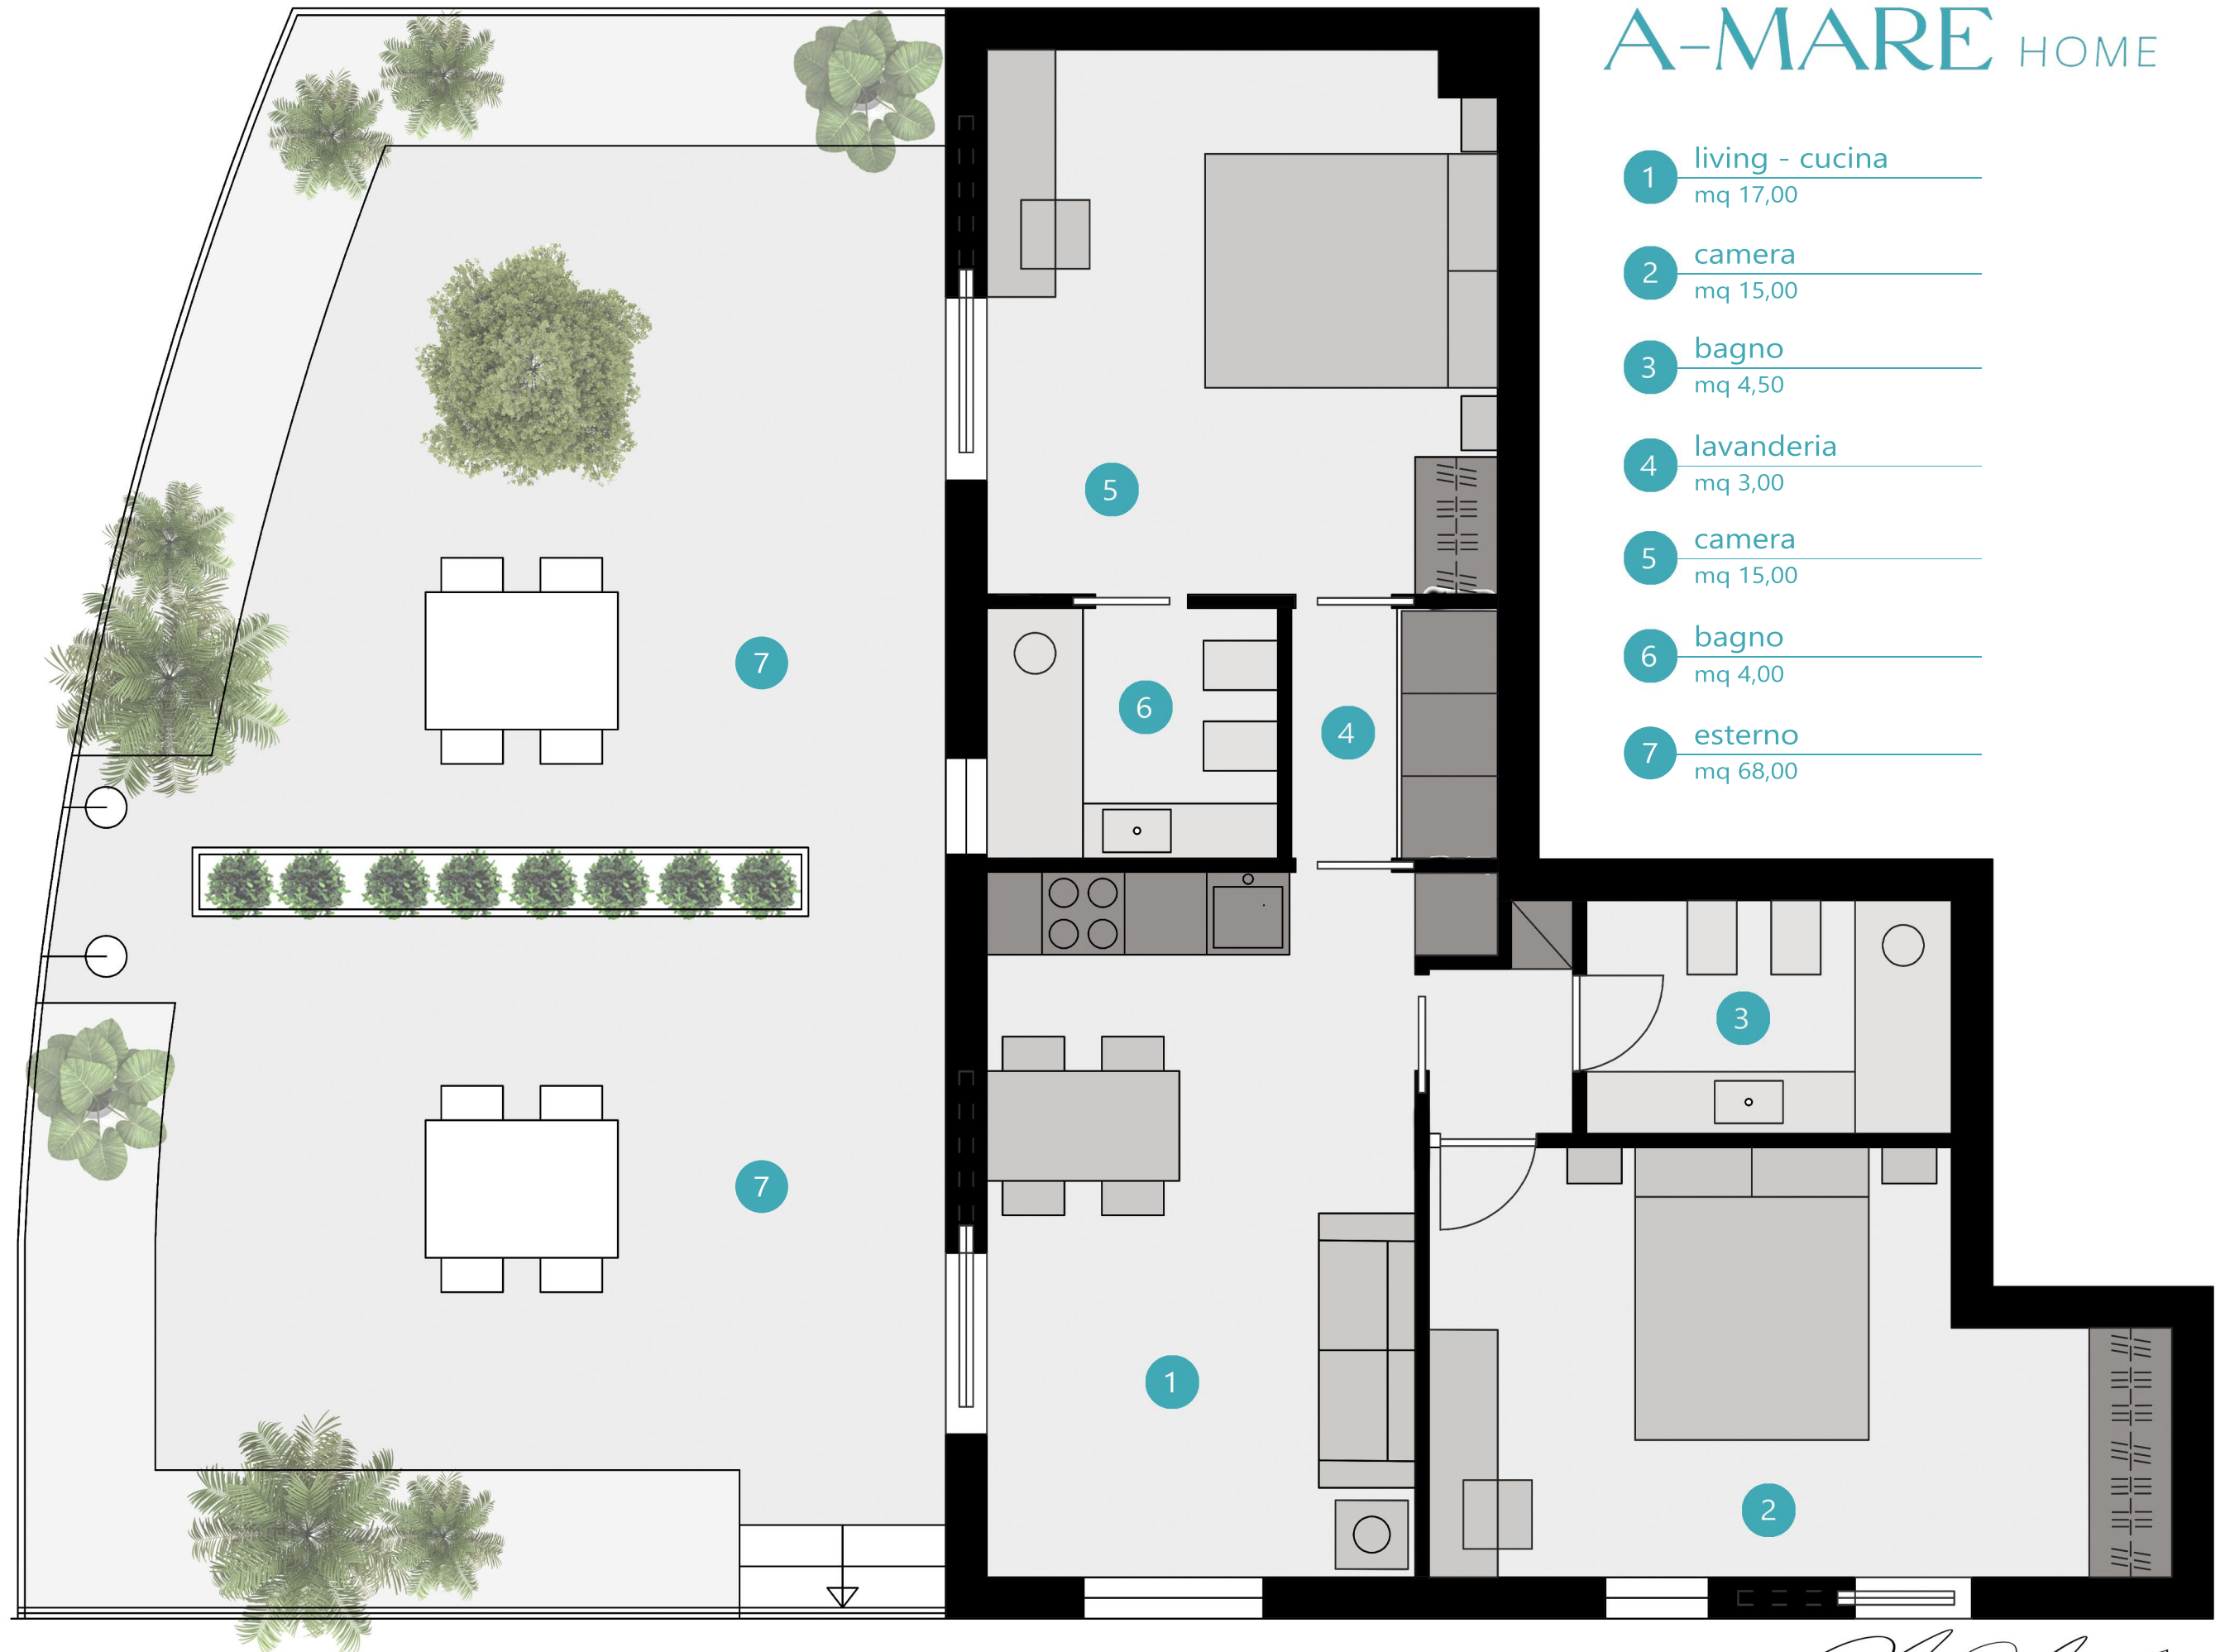 A-MARE HOME
1 living - cucina
mq 17,00
2 camera
mq 15,00
3 bagno
mq 4,50
4 lavanderia
mq 3,00
5 camera
mq 15,00
6 bagno
mq 4,00
7 esterno
mq 68,00
5
7
6
4
3
7
1
2